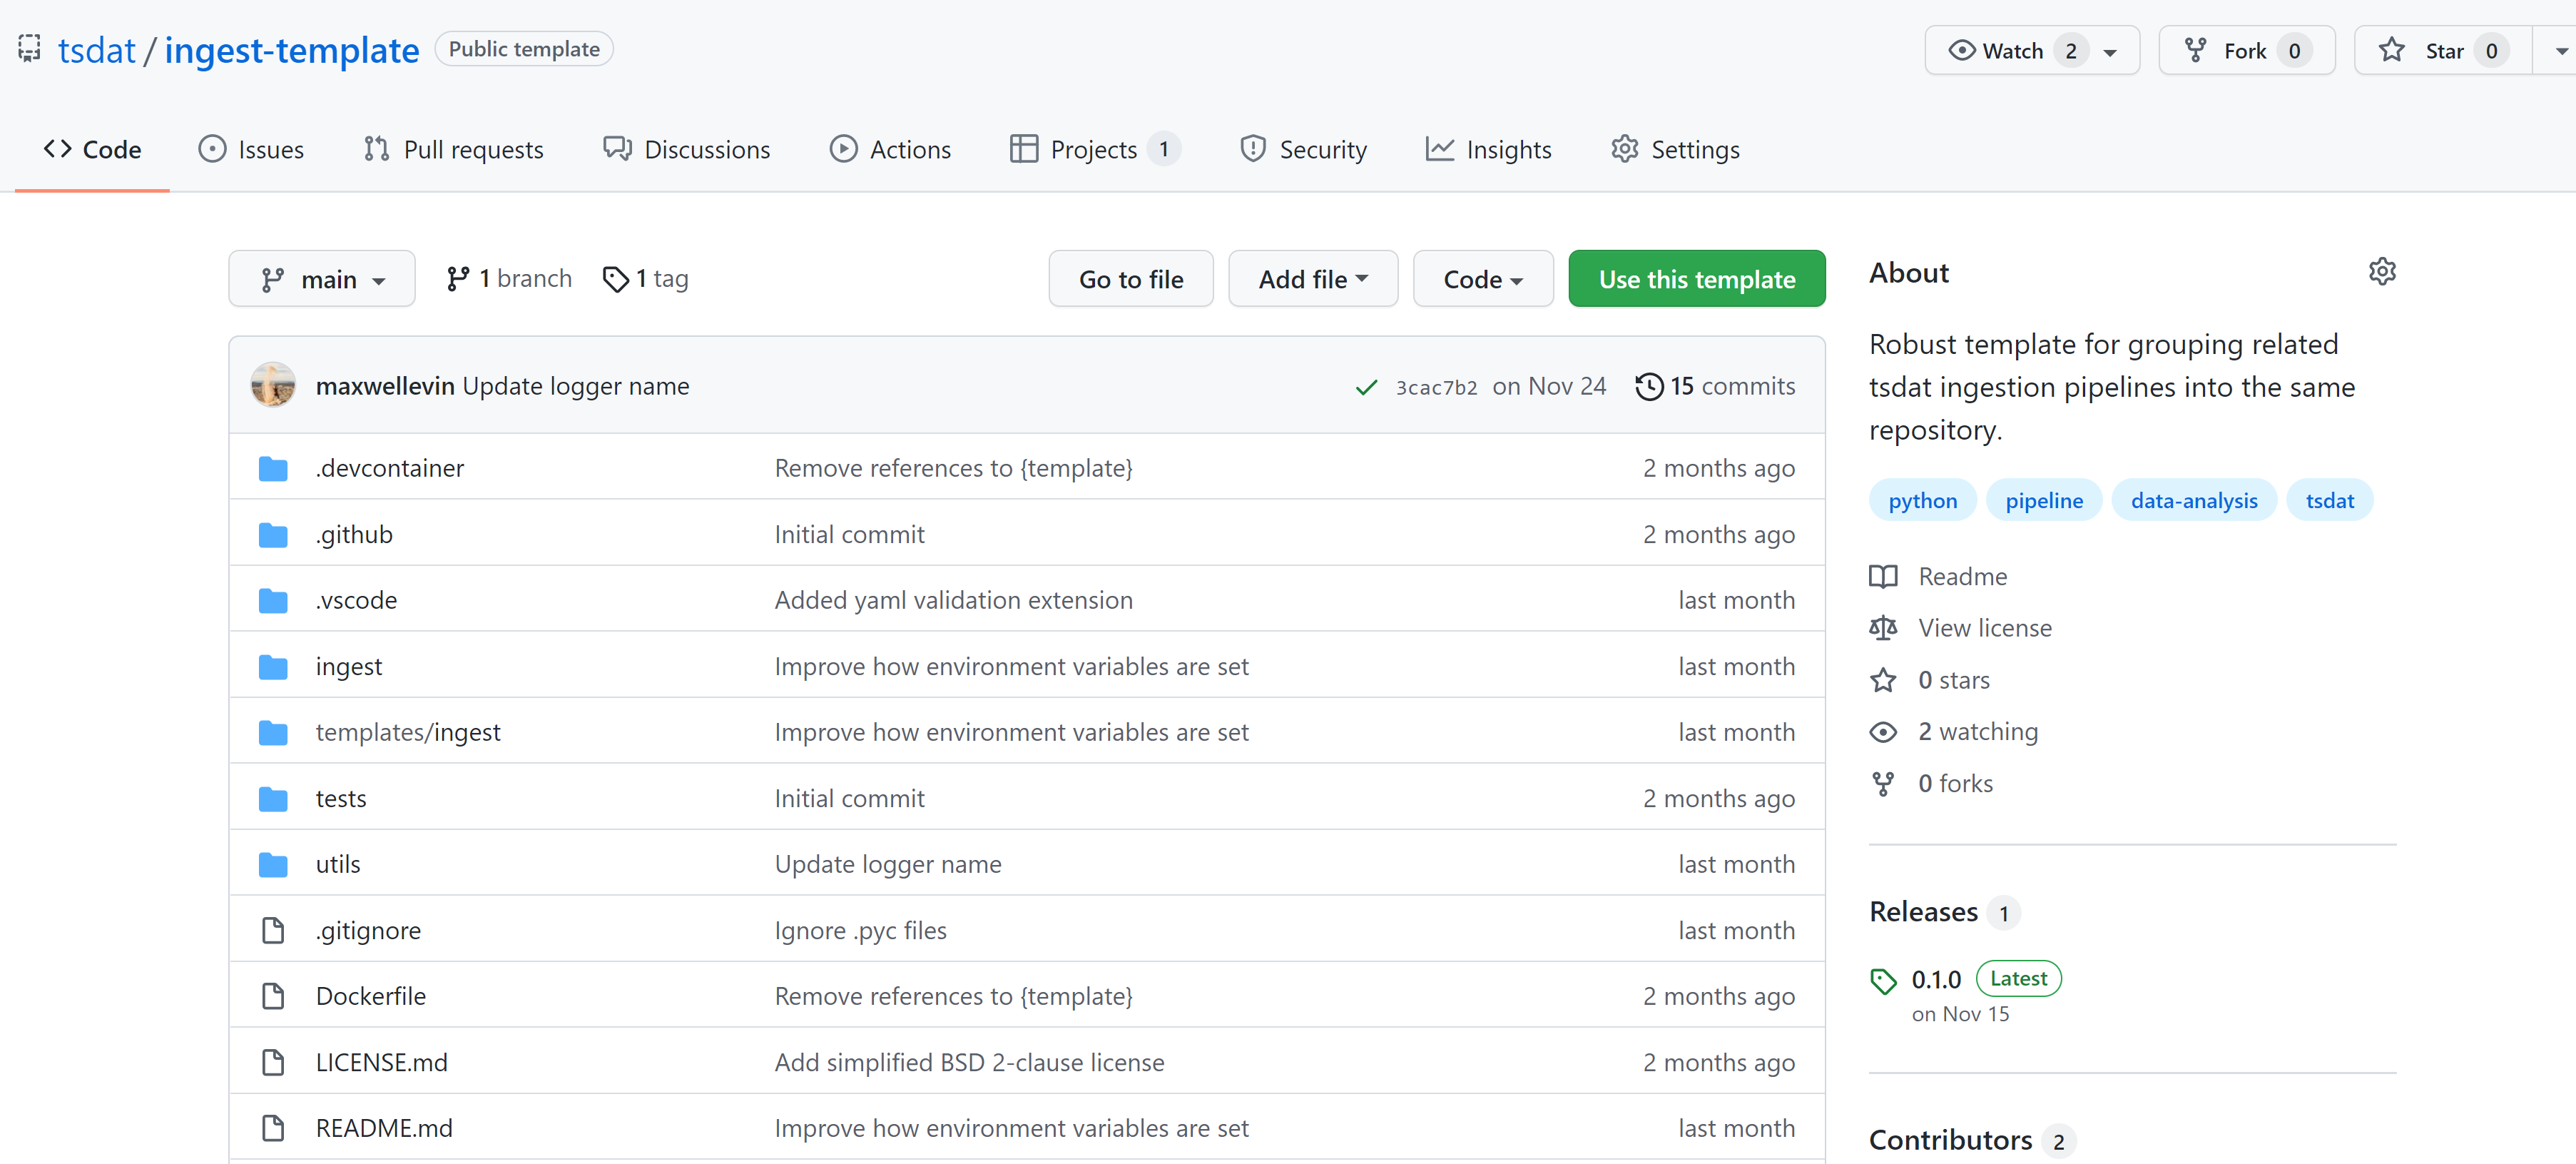 tsdat / ingest-template Public template Watch 2 Fork 0 Star 0
Code Issues Pull requests Discussions Actions Projects 1 Security Insights Settings
main 1 branch 1 tag Go to file Add file Code Use this template
maxwellevin Update logger name 3cac7b2 on Nov 24 15 commits
.devcontainer Remove references to {template} 2 months ago
.github Initial commit 2 months ago
.vscode Added yaml validation extension last month
ingest Improve how environment variables are set last month
templates/ingest Improve how environment variables are set last month
tests Initial commit 2 months ago
utils Update logger name last month
.gitignore Ignore .pyc files last month
Dockerfile Remove references to {template} 2 months ago
LICENSE.md Add simplified BSD 2-clause license 2 months ago
README.md Improve how environment variables are set last month
About
Robust template for grouping related
tsdat ingestion pipelines into the same
repository.
python pipeline data-analysis tsdat
Readme
View license
0 stars
2 watching
0 forks
Releases 1
0.1.0 Latest
on Nov 15
Contributors 2